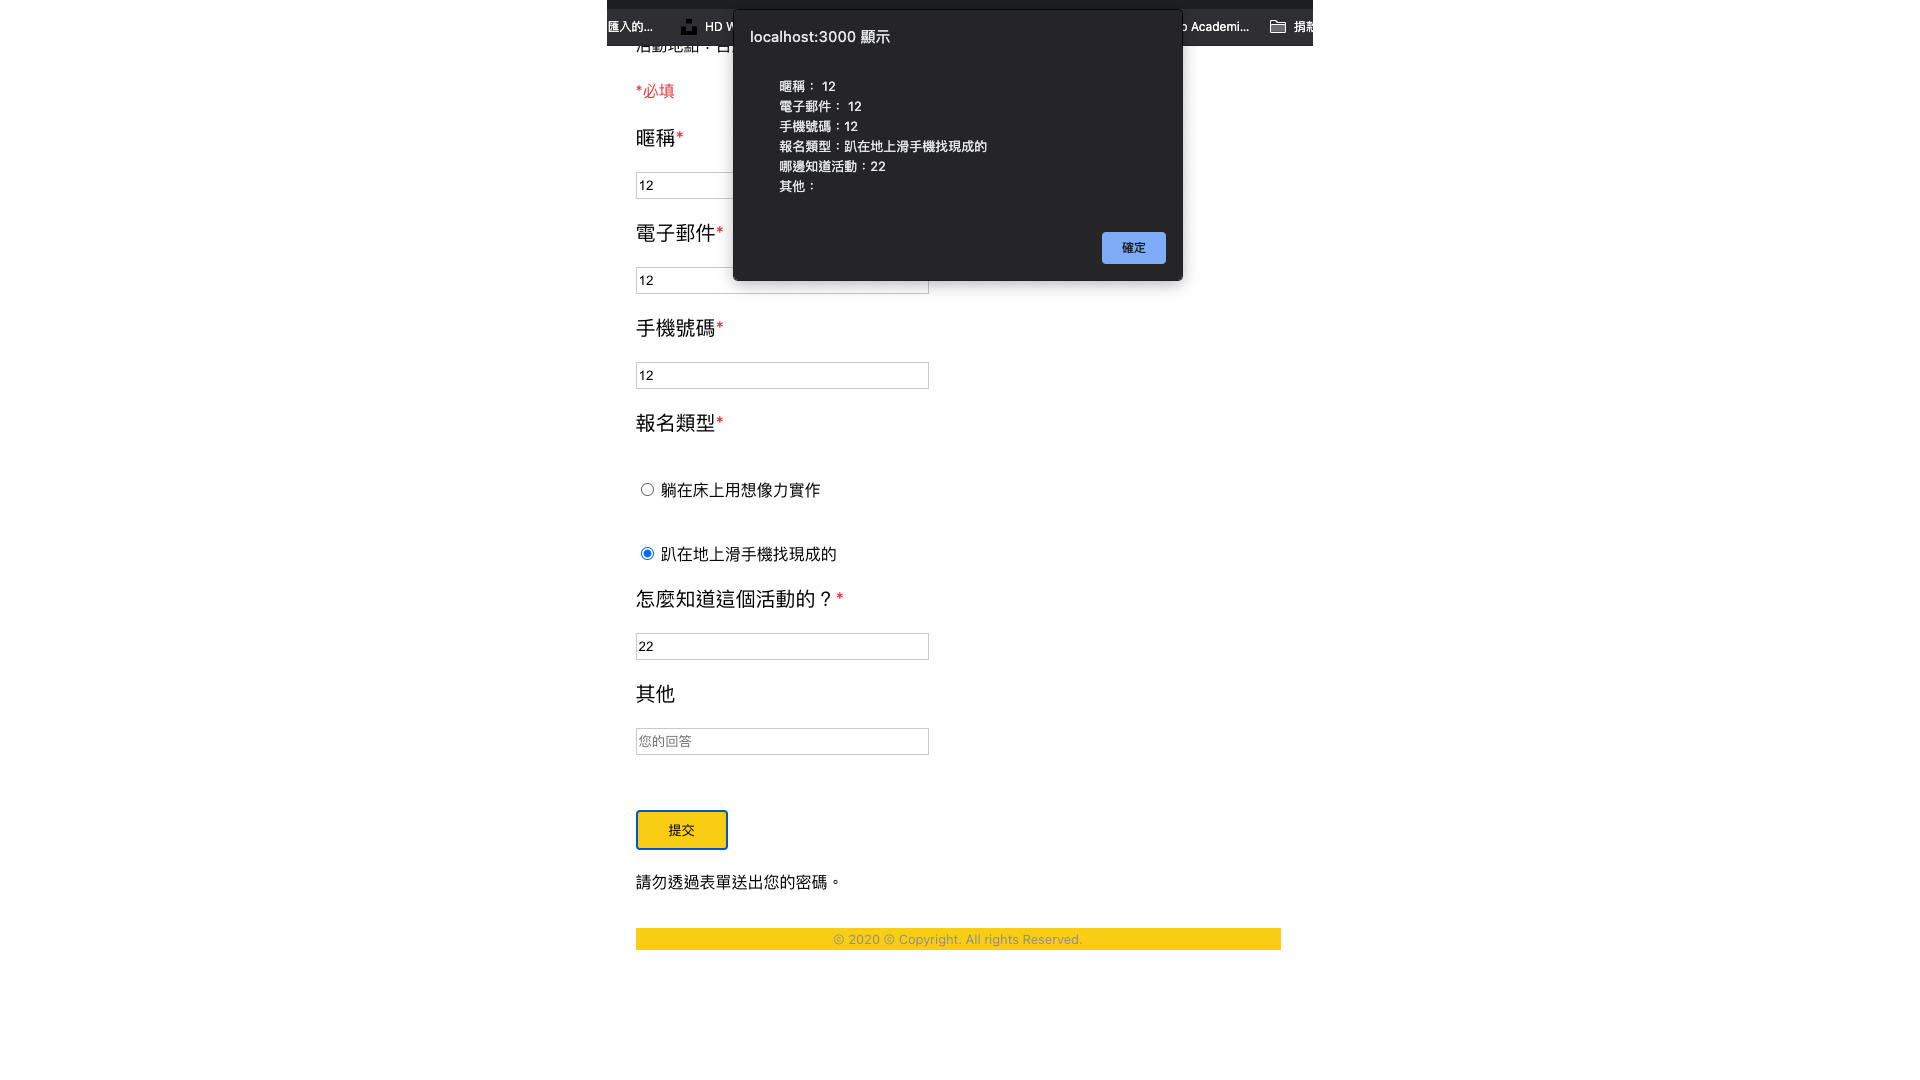 匯入的...
HD
Academi...
localhost:3000 顯示
暱稱： 12
電子郵件： 12
手機號碼：12
報名類型：趴在地上滑手機找現成的
哪邊知道活動：22
其他：
確定
*必填
暱稱*
12
電子郵件*
12
手機號碼*
12
報名類型*
躺在床上用想像力實作
趴在地上滑手機找現成的
怎麼知道這個活動的？*
22
其他
您的回答
提交
請勿透過表單送出您的密碼。
© 2020 © Copyright. All rights Reserved.